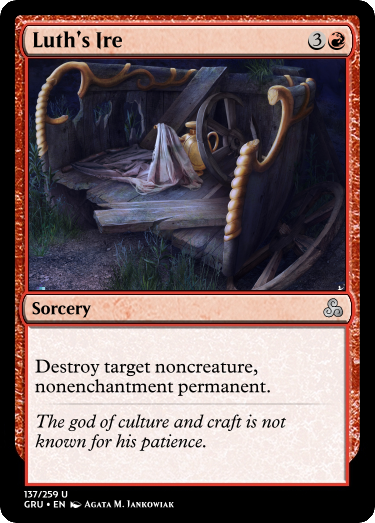 Luth's Ire 3
Sorcery
Destroy target noncreature,
nonenchantment permanent.
The god of culture and craft is not
known for his patience.
137/259 U
GRU • EN Agata M. Jankowiak